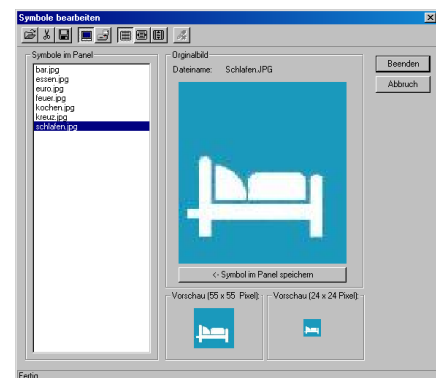 Symbole bearbeiten
Symbole im Panel
bar.jpg
essen.jpg
euro.jpg
feuer.jpg
kochen.jpg
kreuz.jpg
schlafen.jpg
Orginalbild
Dateiname: Schlafen.JPG
<- Symbol im Panel speichern
Vorschau (55 x 55 Pixel):
Vorschau (24 x 24 Pixel):
Beenden
Abbruch
Fertig